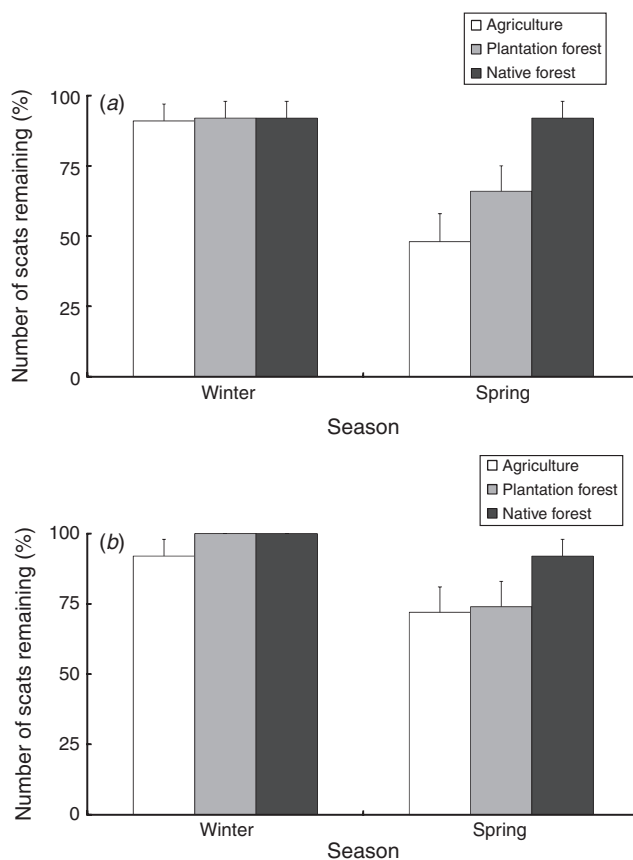 Agriculture
Plantation forest
Native forest
(a)
Number of scats remaining (%)
100
75
50
25
0
Winter
Spring
Season
Agriculture
Plantation forest
Native forest
(b)
Number of scats remaining (%)
100
75
50
25
0
Winter
Spring
Season